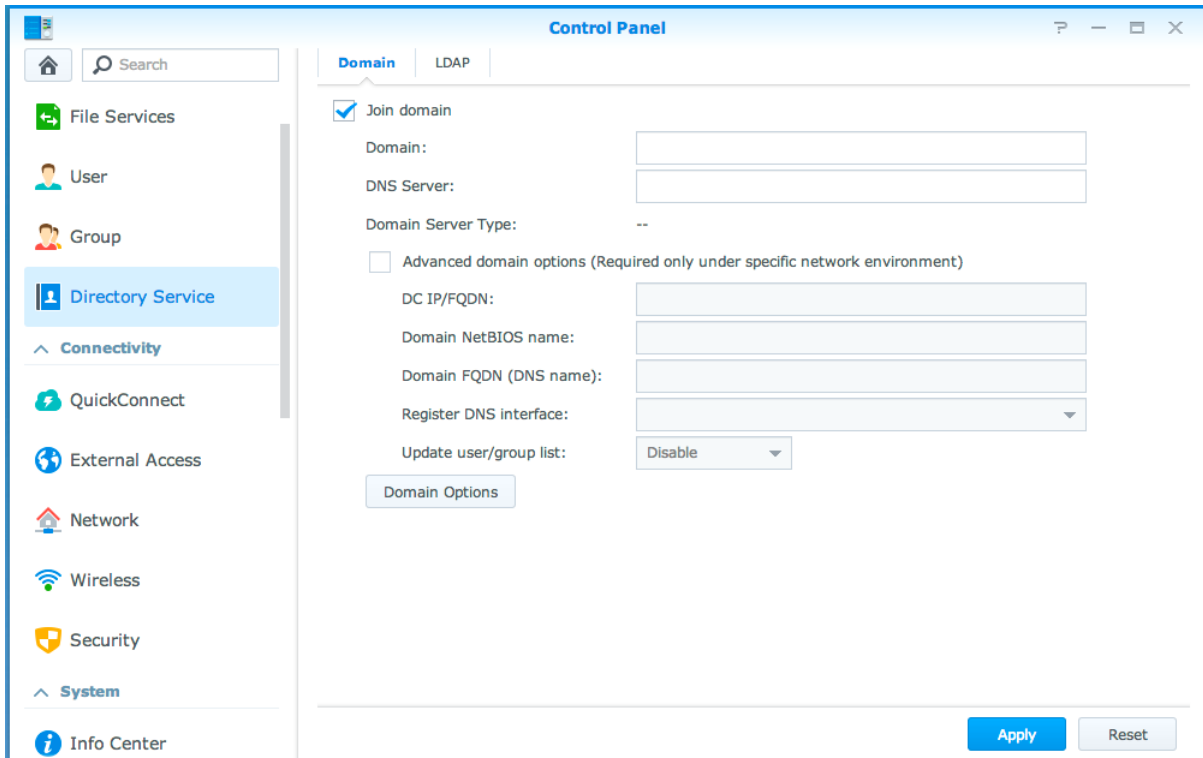 Control Panel
Search
File Services
User
Group
Directory Service
Connectivity
QuickConnect
External Access
Network
Wireless
Security
System
Info Center
Domain LDAP
Join domain
Domain:
DNS Server:
Domain Server Type: --
Advanced domain options (Required only under specific network environment)
DC IP/FQDN:
Domain NetBIOS name:
Domain FQDN (DNS name):
Register DNS interface:
Update user/group list: Disable
Domain Options
Apply Reset